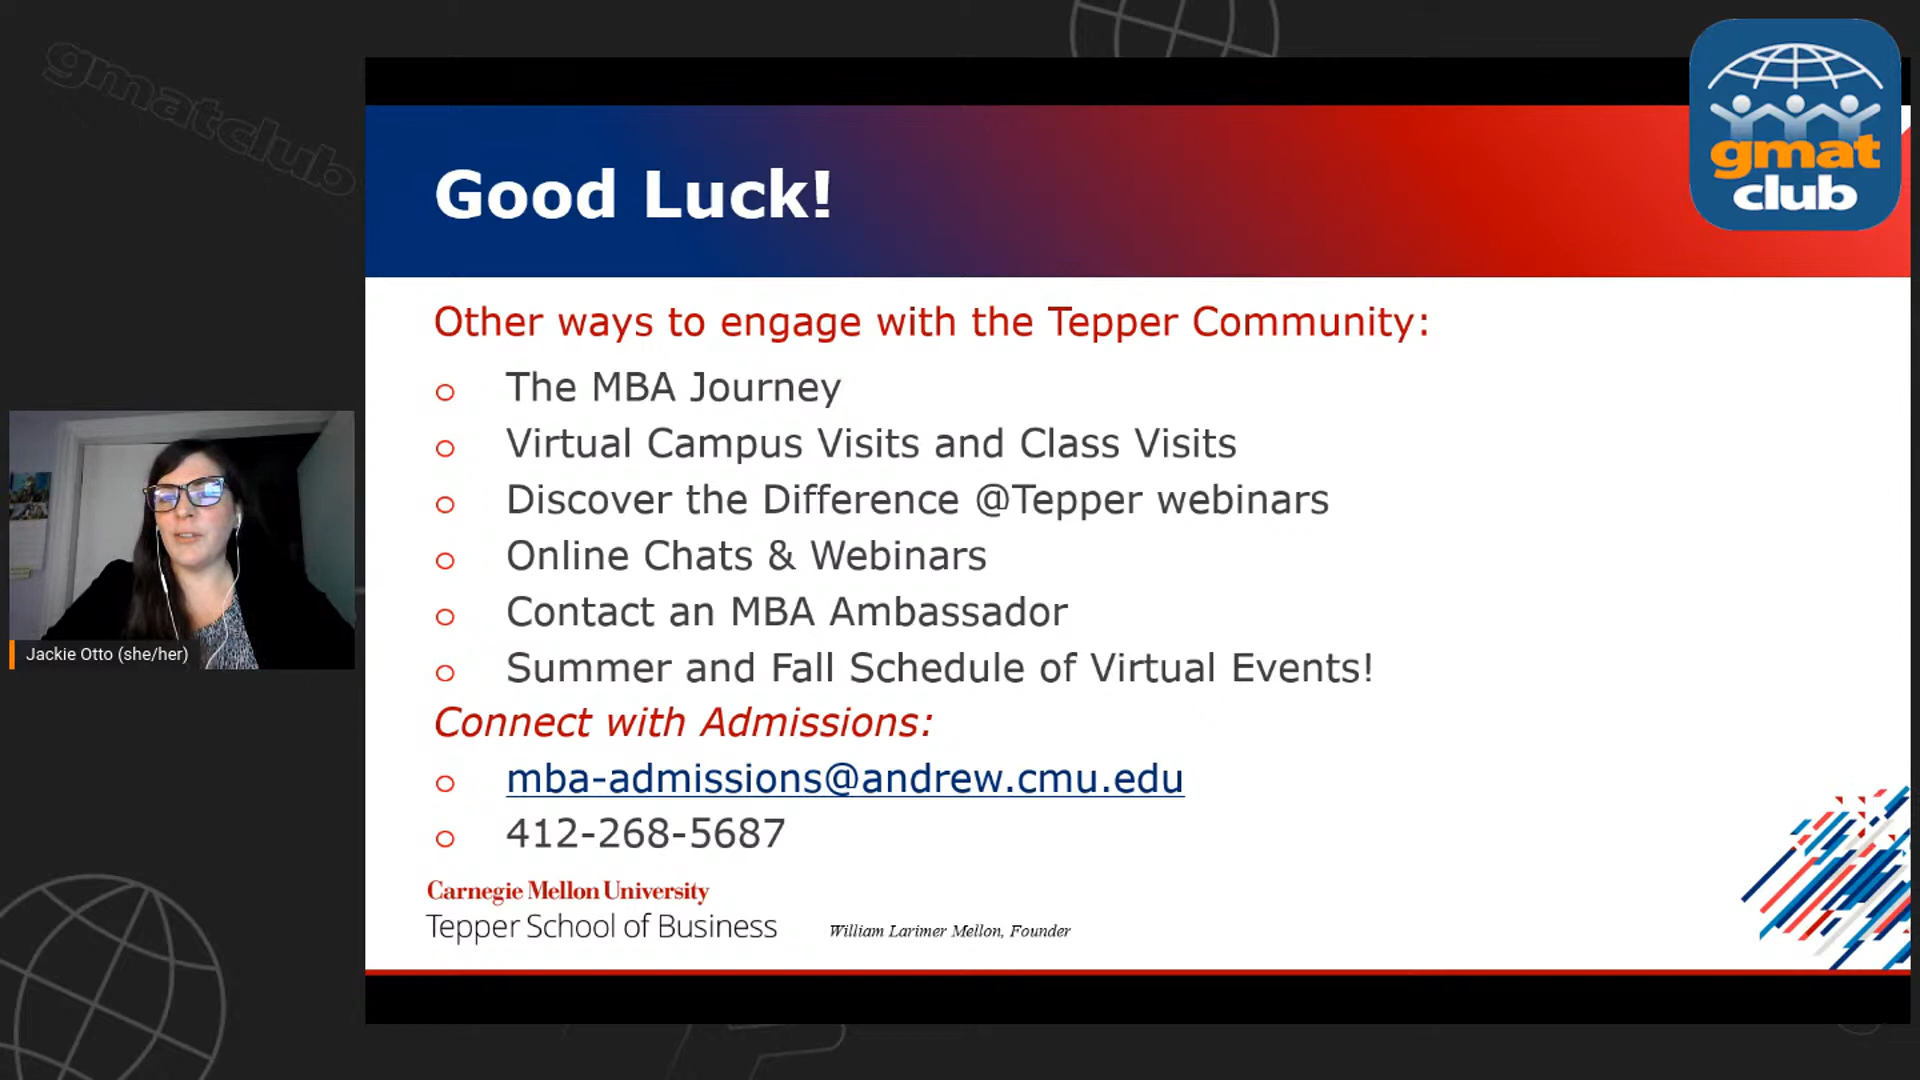 gmatclub
gmat
club
Good Luck!
Other ways to engage with the Tepper Community:
o The MBA Journey
o Virtual Campus Visits and Class Visits
o Discover the Difference @Tepper webinars
o Online Chats & Webinars
o Contact an MBA Ambassador
o Summer and Fall Schedule of Virtual Events!
Connect with Admissions:
o mba-admissions@andrew.cmu.edu
o 412-268-5687
Carnegie Mellon University
Tepper School of Business
William Larimer Mellon, Founder
Jackie Otto (she/her)